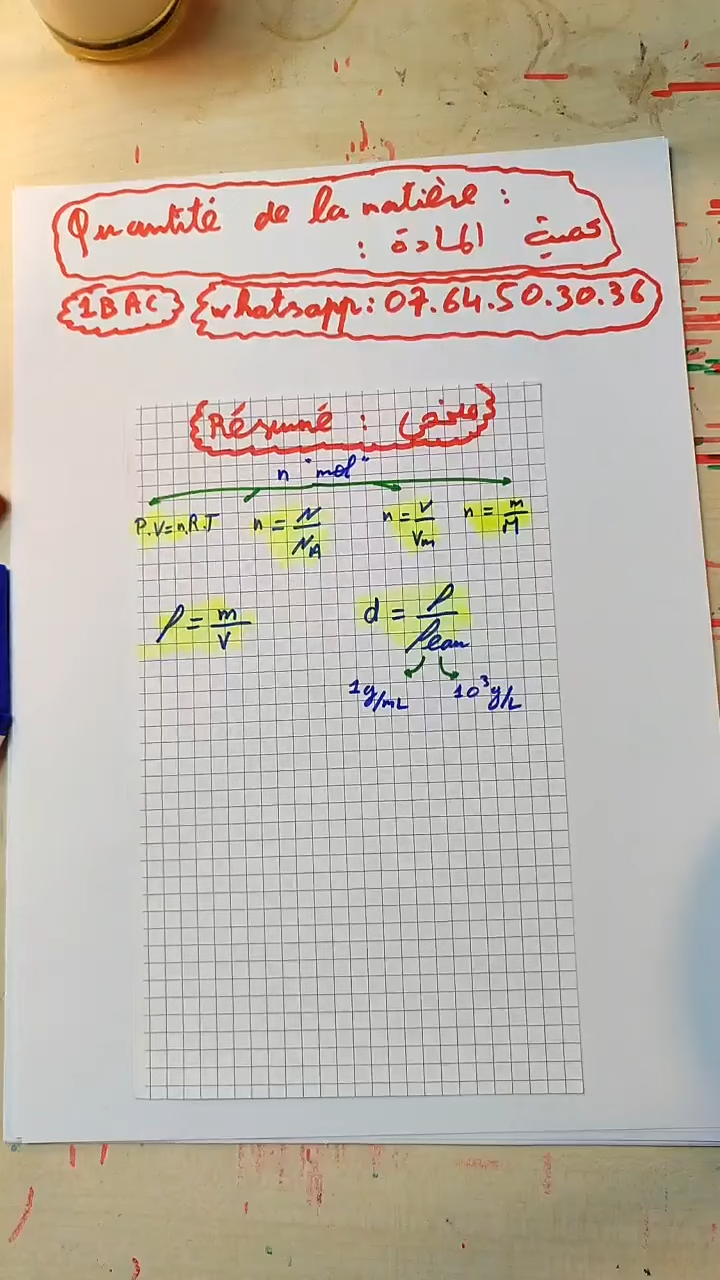 Quantité de la matière :
كمية المادة :
1BAC whatsapp: 07.64.50.30.36
Résumé : ملخص
n "mol"
P.V=n.R.T n = N/NA n = V/Vm n = m/M
ρ = m/V d = ρ/ρeau
1g/mL 10³g/L